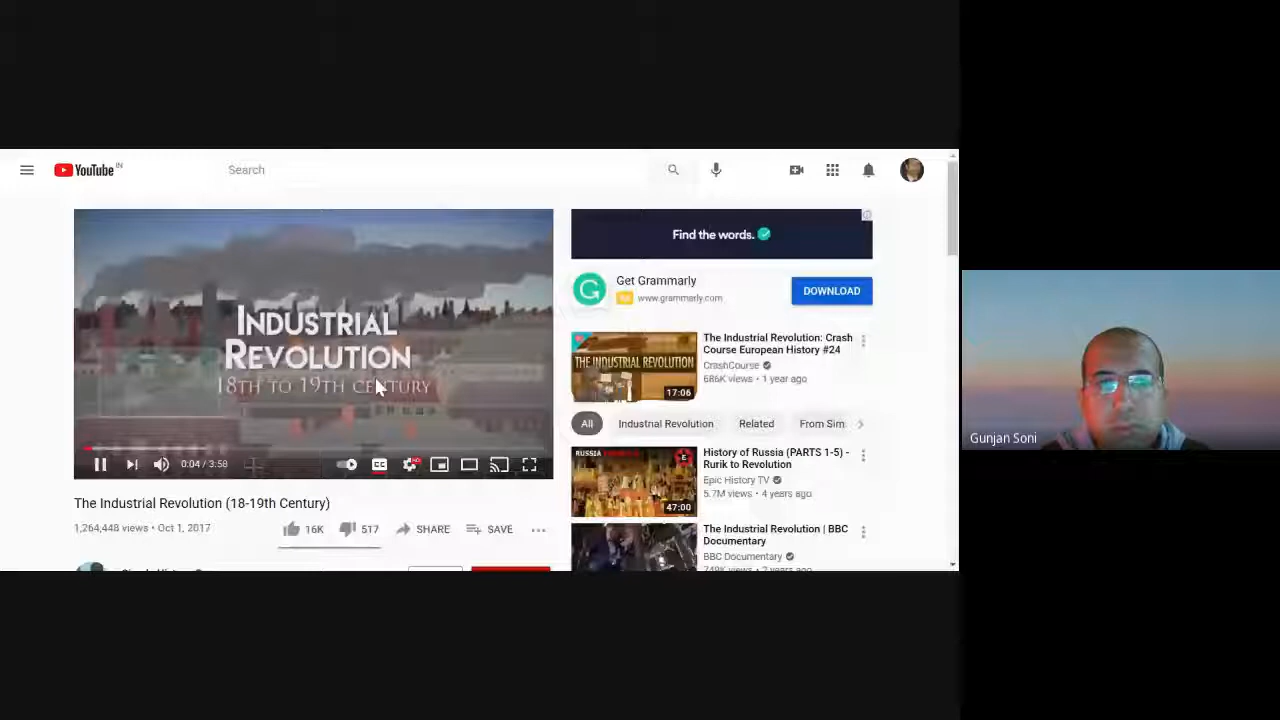 YouTube IN
Search
INDUSTRIAL
REVOLUTION
18TH TO 19TH CENTURY
0:04 / 3:58
The Industrial Revolution (18-19th Century)
1,264,448 views • Oct 1, 2017
16K
517
SHARE
SAVE
Find the words.
Get Grammarly
www.grammarly.com
DOWNLOAD
THE INDUSTRIAL REVOLUTION
17:06
The Industrial Revolution: Crash
Course European History #24
CrashCourse
686K views • 1 year ago
All
Industrial Revolution
Related
From Sim
RUSSIA
47:00
History of Russia (PARTS 1-5) -
Rurik to Revolution
Epic History TV
5.7M views • 4 years ago
The Industrial Revolution | BBC
Documentary
BBC Documentary
Gunjan Soni